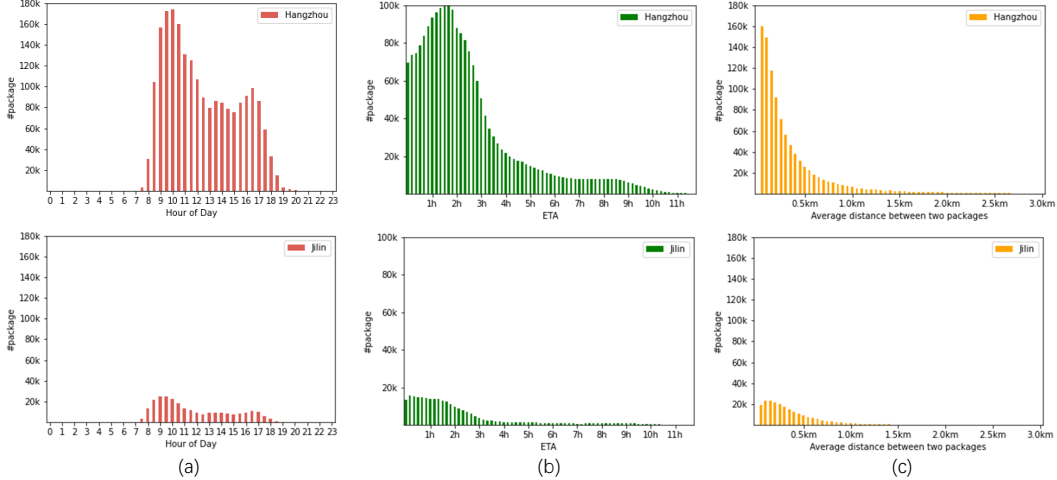 180k
160k
140k
120k
100k
80k
60k
40k
20k
#package
Hangzhou
0 1 2 3 4 5 6 7 8 9 10 11 12 13 14 15 16 17 18 19 20 21 22 23
Hour of Day
100k
80k
60k
40k
20k
#package
Hangzhou
1h 2h 3h 4h 5h 6h 7h 8h 9h 10h 11h
ETA
180k
160k
140k
120k
100k
80k
60k
40k
20k
#package
Hangzhou
0.5km 1.0km 1.5km 2.0km 2.5km 3.0km
Average distance between two packages
180k
160k
140k
120k
100k
80k
60k
40k
20k
#package
Jilin
0 1 2 3 4 5 6 7 8 9 10 11 12 13 14 15 16 17 18 19 20 21 22 23
Hour of Day
100k
80k
60k
40k
20k
#package
Jilin
1h 2h 3h 4h 5h 6h 7h 8h 9h 10h 11h
ETA
180k
160k
140k
120k
100k
80k
60k
40k
20k
#package
Jilin
0.5km 1.0km 1.5km 2.0km 2.5km 3.0km
Average distance between two packages
(a)
(b)
(c)